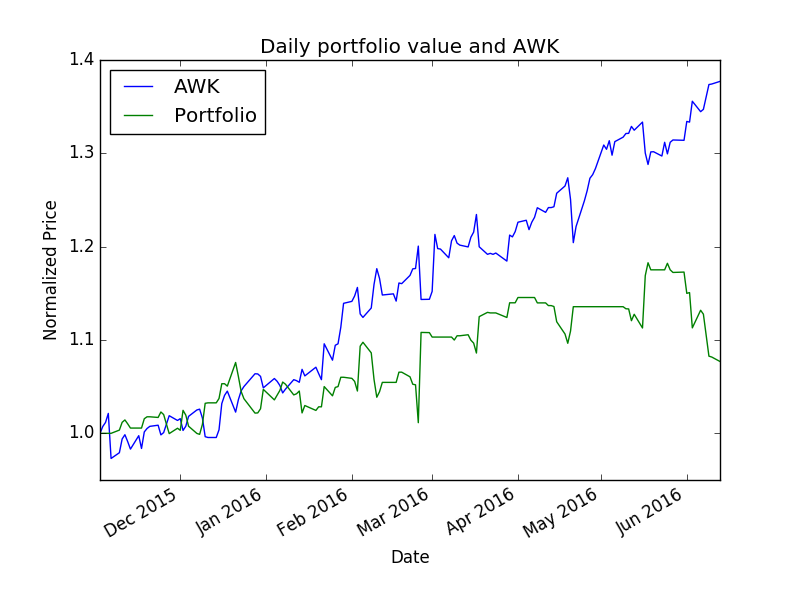 Daily portfolio value and AWK
AWK
Portfolio
1.4
1.3
1.2
1.1
1.0
Normalized Price
Dec 2015
Jan 2016
Feb 2016
Mar 2016
Apr 2016
May 2016
Jun 2016
Date